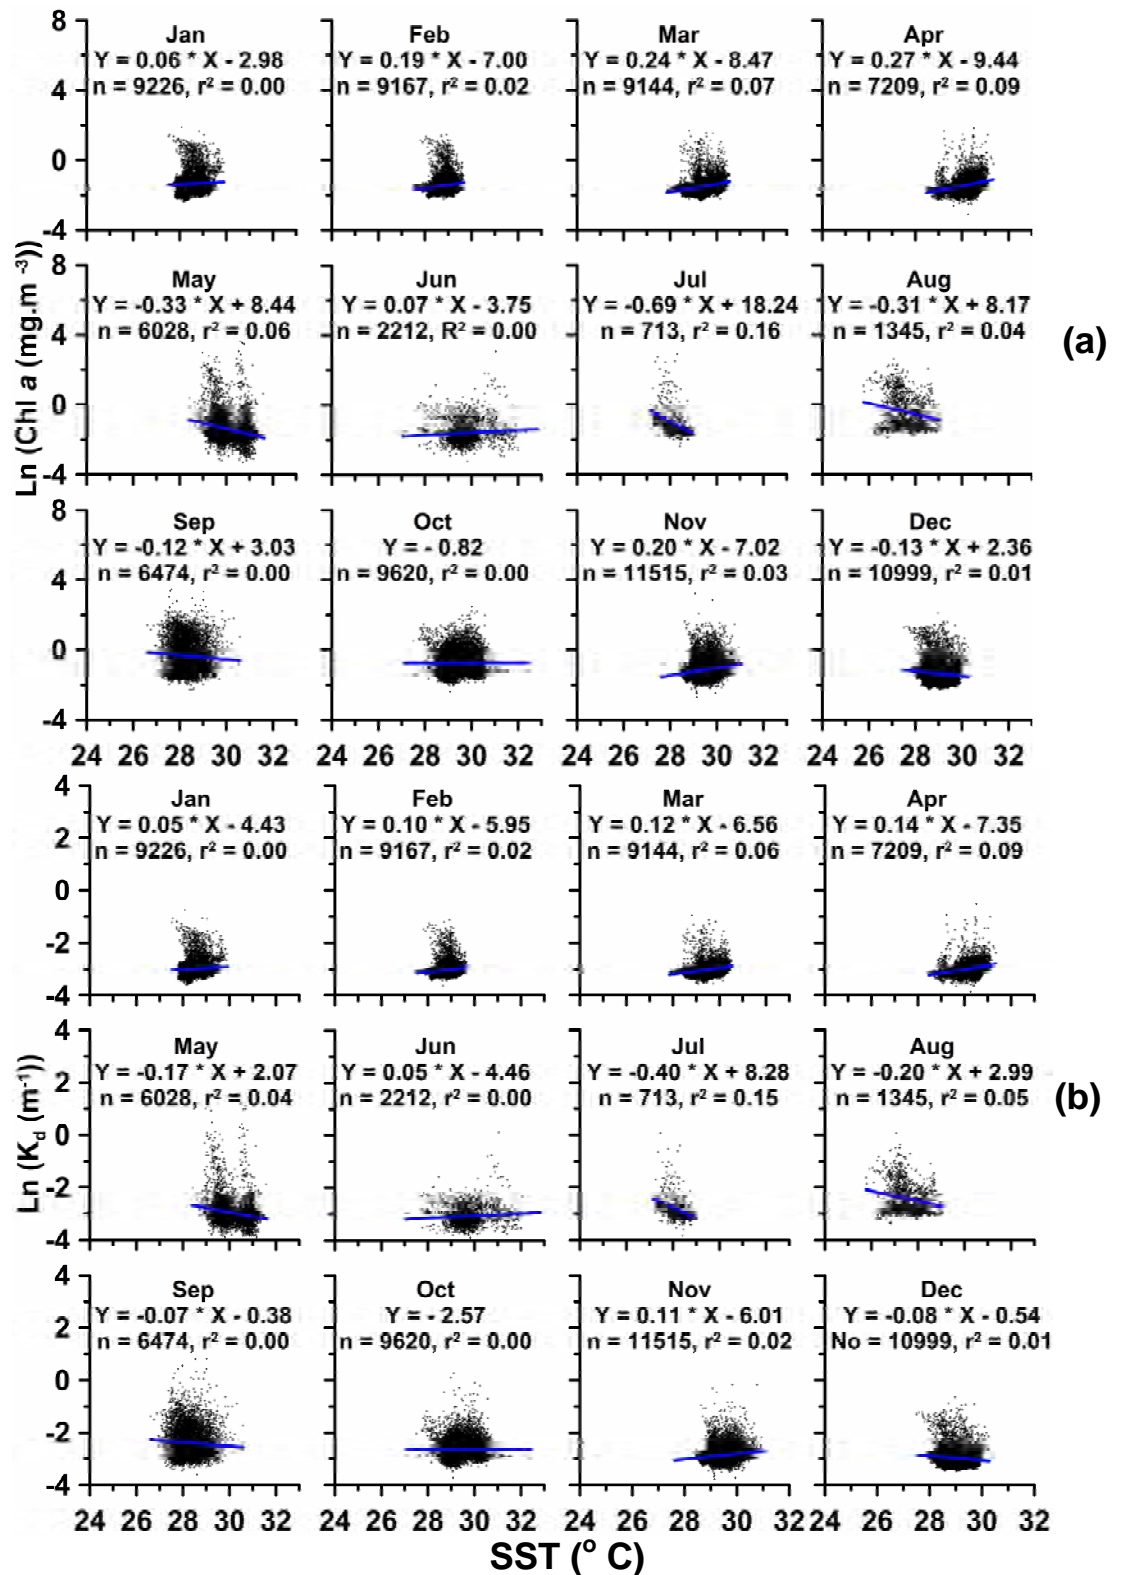 8
Jan Feb Mar Apr
Y = 0.06 * X - 2.98 Y = 0.19 * X - 7.00 Y = 0.24 * X - 8.47 Y = 0.27 * X - 9.44
n = 9226, r² = 0.00 n = 9167, r² = 0.02 n = 9144, r² = 0.07 n = 7209, r² = 0.09
4
0
-4
8
May Jun Jul Aug
Y = -0.33 * X + 8.44 Y = 0.07 * X - 3.75 Y = -0.69 * X + 18.24 Y = -0.31 * X + 8.17
n = 6028, r² = 0.06 n = 2212, R² = 0.00 n = 713, r² = 0.16 n = 1345, r² = 0.04
4
(a)
0
-4
Ln (Chl a (mg.m -3))
8
Sep Oct Nov Dec
Y = -0.12 * X + 3.03 Y = - 0.82 Y = 0.20 * X - 7.02 Y = -0.13 * X + 2.36
n = 6474, r² = 0.00 n = 9620, r² = 0.00 n = 11515, r² = 0.03 n = 10999, r² = 0.01
4
0
-4
24 26 28 30 32 24 26 28 30 32 24 26 28 30 32 24 26 28 30 32
4
Jan Feb Mar Apr
Y = 0.05 * X - 4.43 Y = 0.10 * X - 5.95 Y = 0.12 * X - 6.56 Y = 0.14 * X - 7.35
2
n = 9226, r² = 0.00 n = 9167, r² = 0.02 n = 9144, r² = 0.06 n = 7209, r² = 0.09
0
-2
-4
4
May Jun Jul Aug
Y = -0.17 * X + 2.07 Y = 0.05 * X - 4.46 Y = -0.40 * X + 8.28 Y = -0.20 * X + 2.99
2
n = 6028, r² = 0.04 n = 2212, r² = 0.00 n = 713, r² = 0.15 n = 1345, r² = 0.05
(b)
0
-2
-4
Ln (Kd (m-1))
4
Sep Oct Nov Dec
Y = -0.07 * X - 0.38 Y = - 2.57 Y = 0.11 * X - 6.01 Y = -0.08 * X - 0.54
2
n = 6474, r² = 0.00 n = 9620, r² = 0.00 n = 11515, r² = 0.02 No = 10999, r² = 0.01
0
-2
-4
24 26 28 30 32 24 26 28 30 32 24 26 28 30 32 24 26 28 30 32
SST (° C)